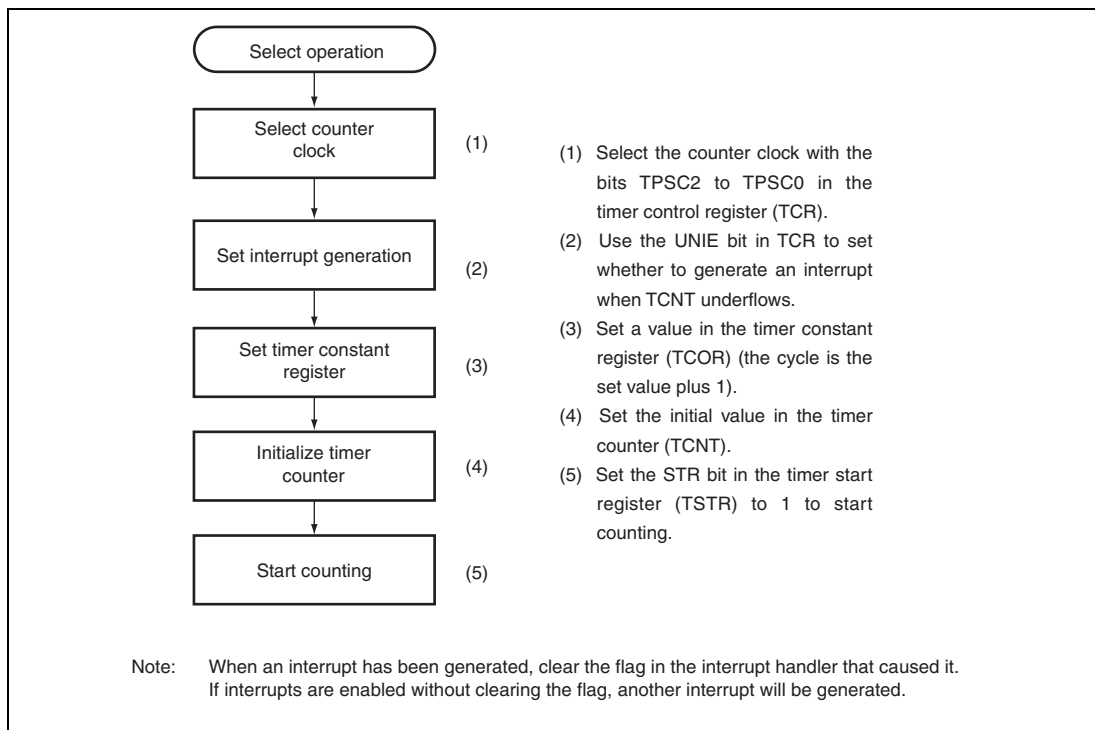 Select operation
Select counter
clock
(1)
Set interrupt generation
(2)
Set timer constant
register
(3)
Initialize timer
counter
(4)
Start counting
(5)
(1) Select the counter clock with the
bits TPSC2 to TPSC0 in the
timer control register (TCR).
(2) Use the UNIE bit in TCR to set
whether to generate an interrupt
when TCNT underflows.
(3) Set a value in the timer constant
register (TCOR) (the cycle is the
set value plus 1).
(4) Set the initial value in the timer
counter (TCNT).
(5) Set the STR bit in the timer start
register (TSTR) to 1 to start
counting.
Note: When an interrupt has been generated, clear the flag in the interrupt handler that caused it.
If interrupts are enabled without clearing the flag, another interrupt will be generated.